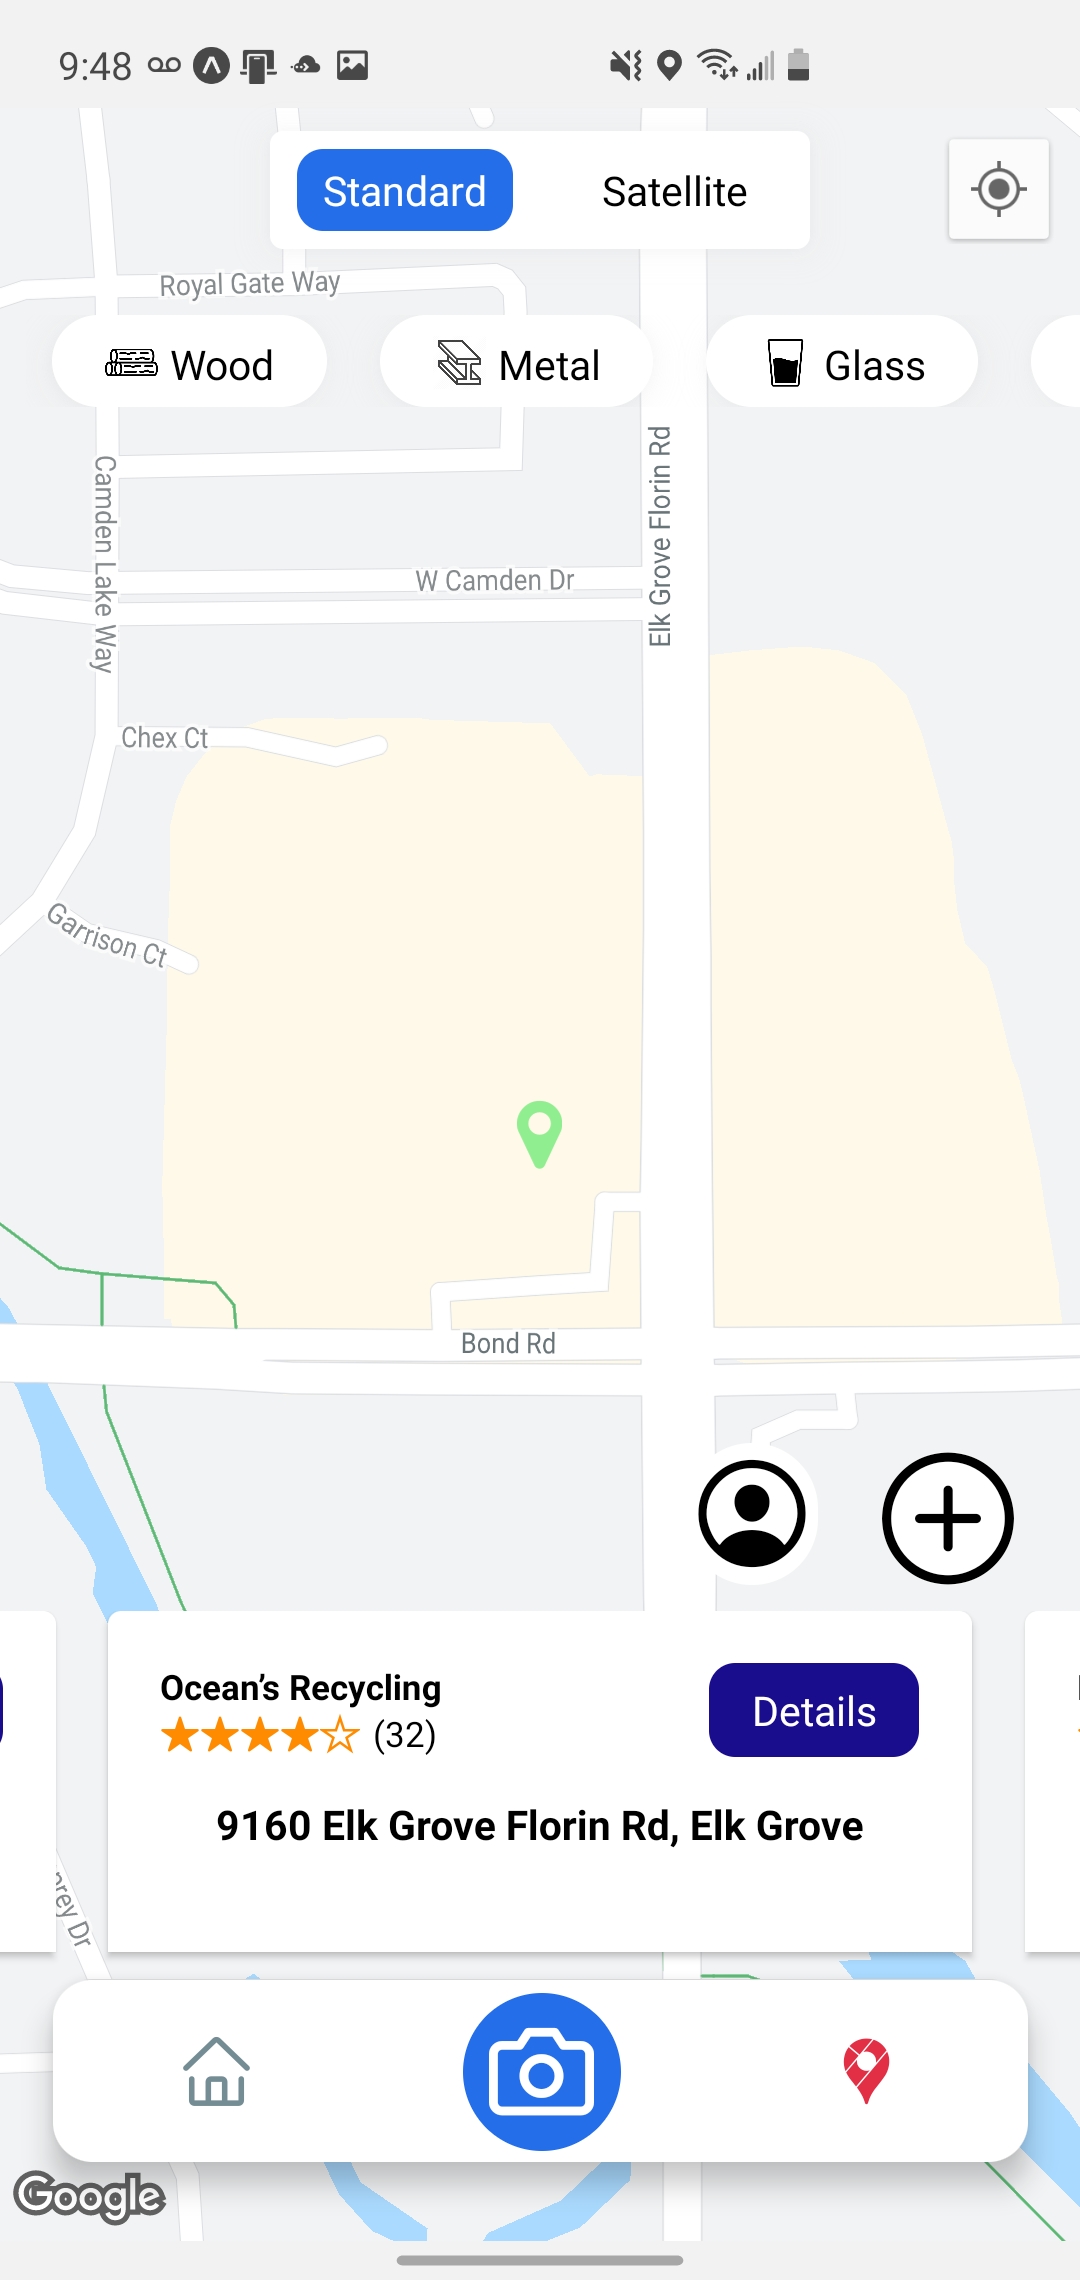 9:48
Standard
Satellite
Royal Gate Way
Wood
Metal
Glass
Elk Grove Florin Rd
Camden Lake Way
W Camden Dr
Chex Ct
Garrison Ct
Bond Rd
Ocean’s Recycling
(32)
Details
9160 Elk Grove Florin Rd, Elk Grove
Dr
Google